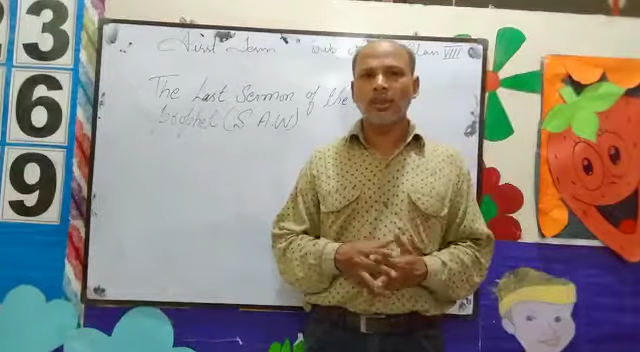 3
6
9
First Term Class VIII
The Last Sermon of the
Prophet (S.A.W)